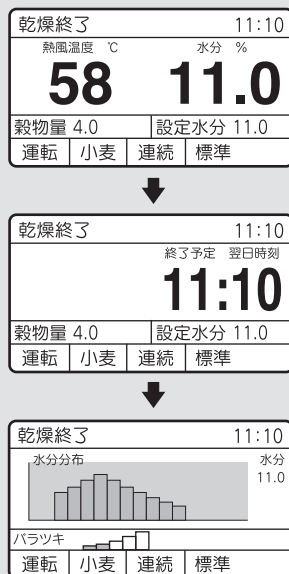 乾燥終了 11:10
熱風温度 ℃ 水分 %
58 11.0
穀物量 4.0 設定水分 11.0
運転 小麦 連続 標準
乾燥終了 11:10
終了予定 翌日時刻
11:10
穀物量 4.0 設定水分 11.0
運転 小麦 連続 標準
乾燥終了 11:10
水分分布 水分
11.0
バラツキ
運転 小麦 連続 標準